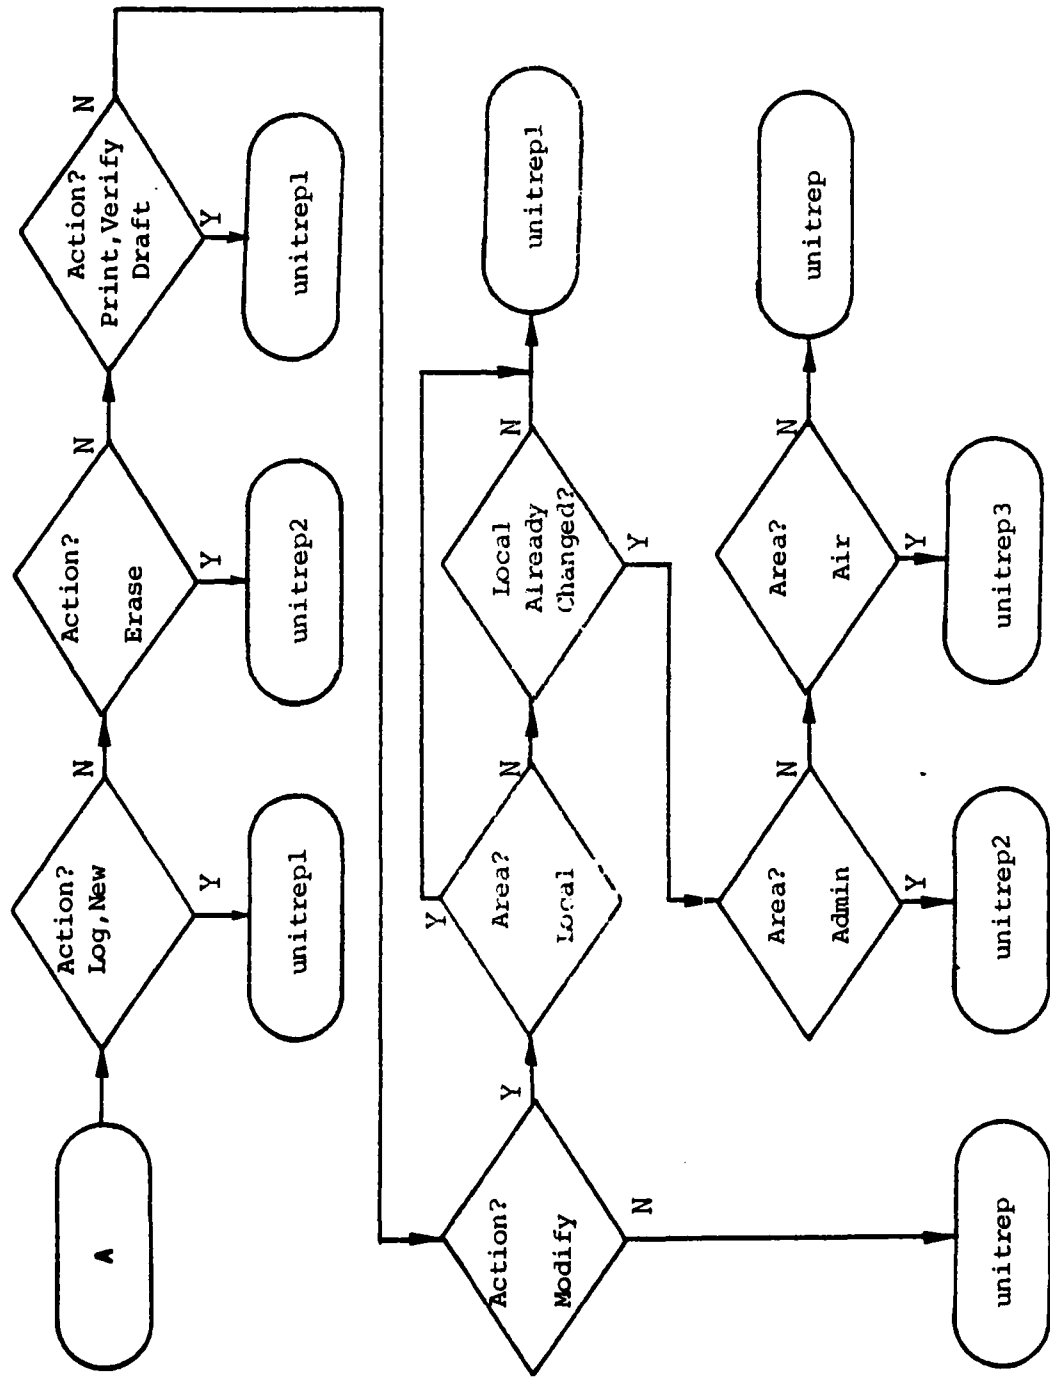 A
Action?
Log,New
N
Y
unitrep1
Action?
Erase
N
Y
unitrep2
Action?
Print,Verify
Draft
N
Y
unitrep1
Action?
Modify
Y
N
unitrep
Area?
Local
Y
N
Local
Already
Changed?
N
Y
unitrep1
Area?
Admin
N
Y
unitrep2
Area?
Air
N
Y
unitrep3
unitrep